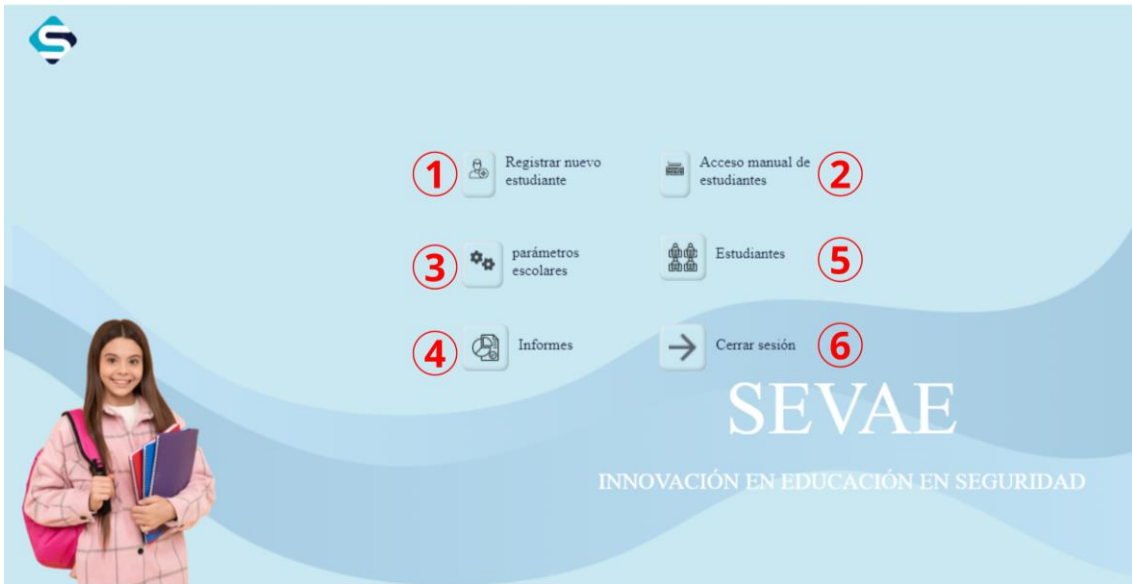 1 Registrar nuevo
estudiante
Acceso manual de
estudiantes 2
3 parámetros
escolares
Estudiantes 5
4 Informes
Cerrar sesión 6
SEVAE
INNOVACIÓN EN EDUCACIÓN EN SEGURIDAD